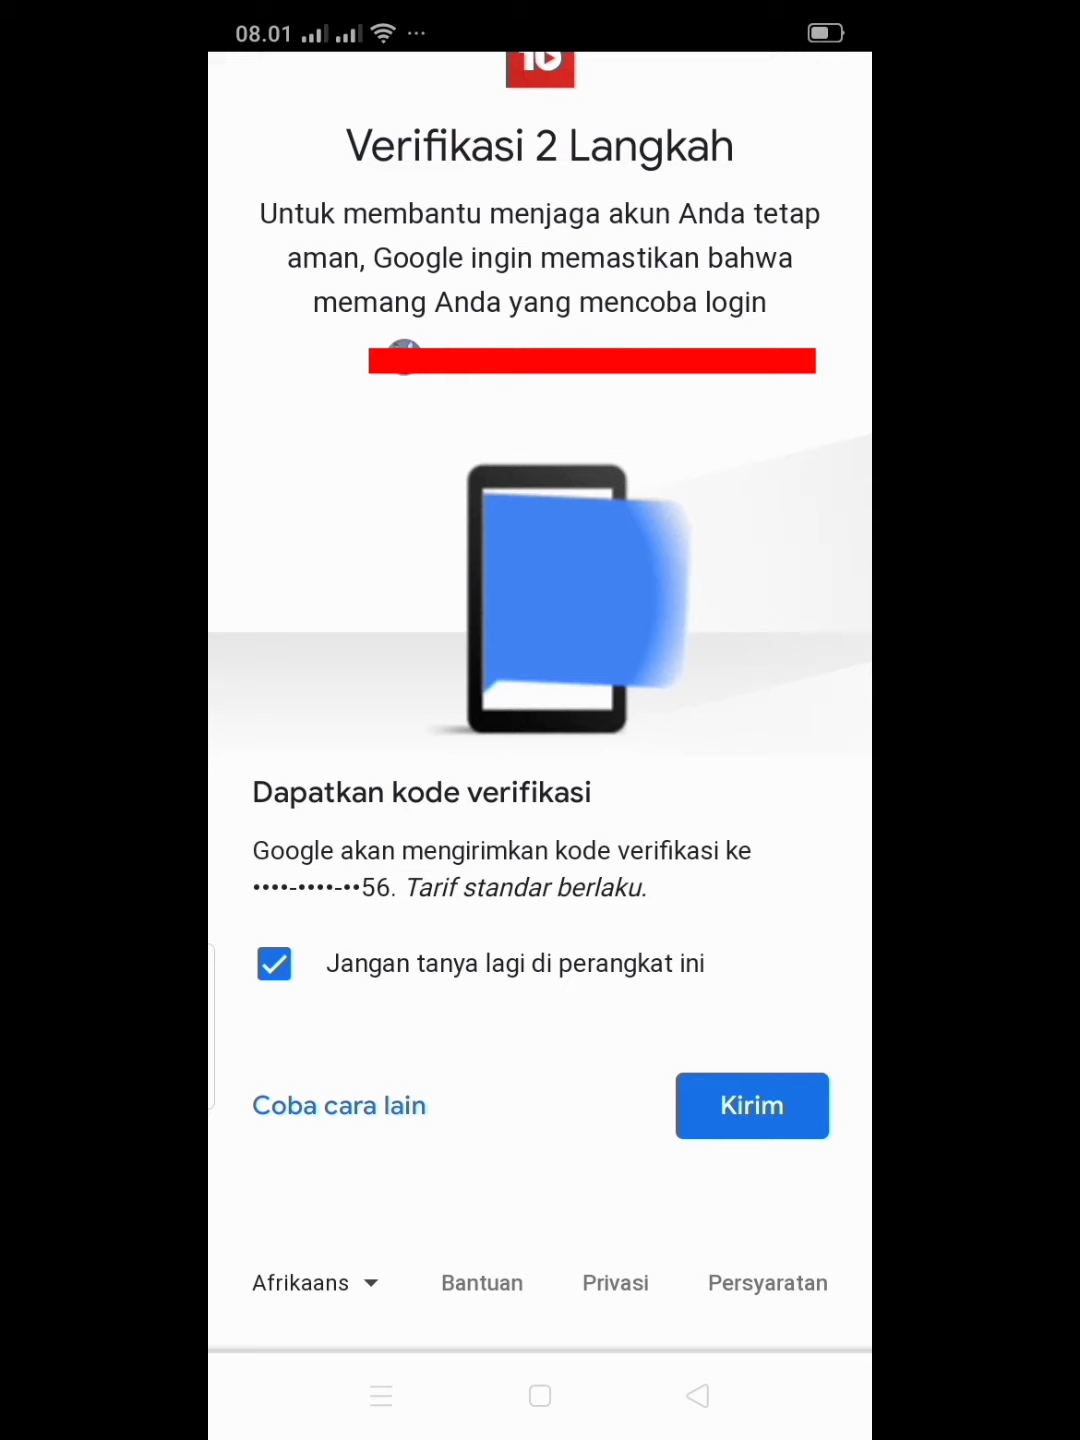 08.01
Verifikasi 2 Langkah
Untuk membantu menjaga akun Anda tetap
aman, Google ingin memastikan bahwa
memang Anda yang mencoba login
Dapatkan kode verifikasi
Google akan mengirimkan kode verifikasi ke
••••-••••-••56. Tarif standar berlaku.
Jangan tanya lagi di perangkat ini
Coba cara lain
Kirim
Afrikaans
Bantuan
Privasi
Persyaratan